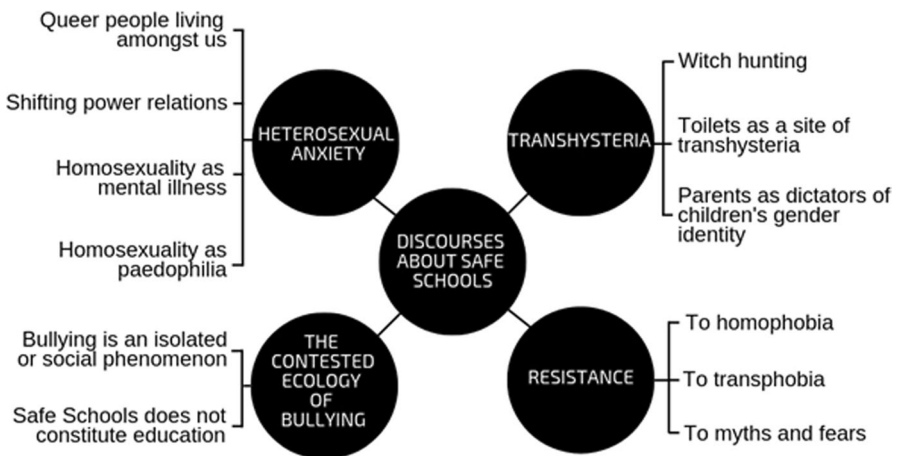 Queer people living
amongst us
Shifting power relations
Homosexuality as
mental illness
Homosexuality as
paedophilia
HETEROSEXUAL
ANXIETY
TRANSHYSTERIA
Witch hunting
Toilets as a site of
transhysteria
Parents as dictators of
children's gender
identity
DISCOURSES
ABOUT SAFE
SCHOOLS
Bullying is an isolated
or social phenomenon
Safe Schools does not
constitute education
THE
CONTESTED
ECOLOGY
OF
BULLYING
RESISTANCE
To homophobia
To transphobia
To myths and fears